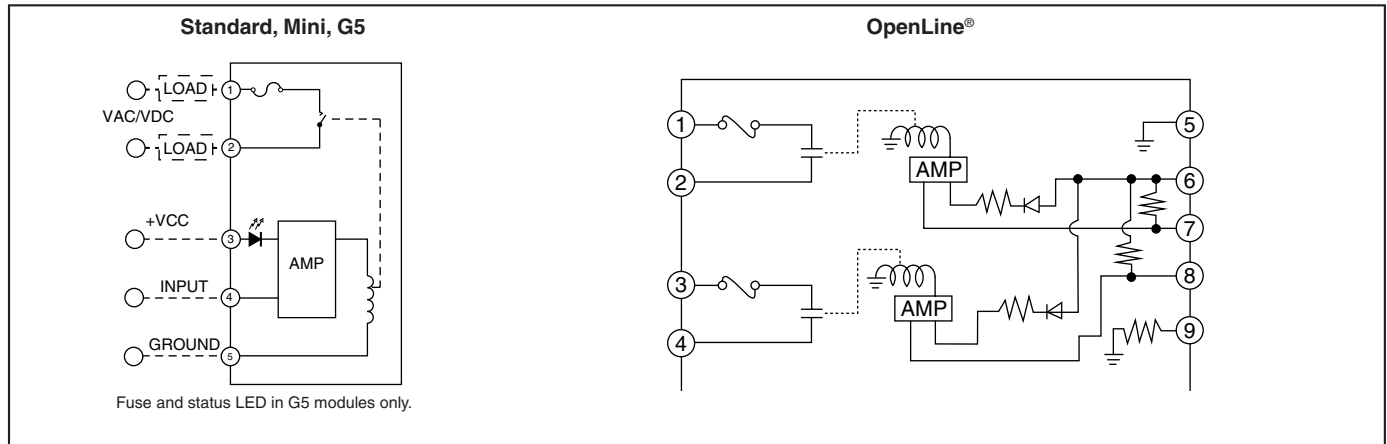 Standard, Mini, G5
LOAD
1
VAC/VDC
LOAD
2
+VCC
3
AMP
INPUT
4
GROUND
5
Fuse and status LED in G5 modules only.
OpenLine®
1
2
3
4
AMP
AMP
5
6
7
8
9